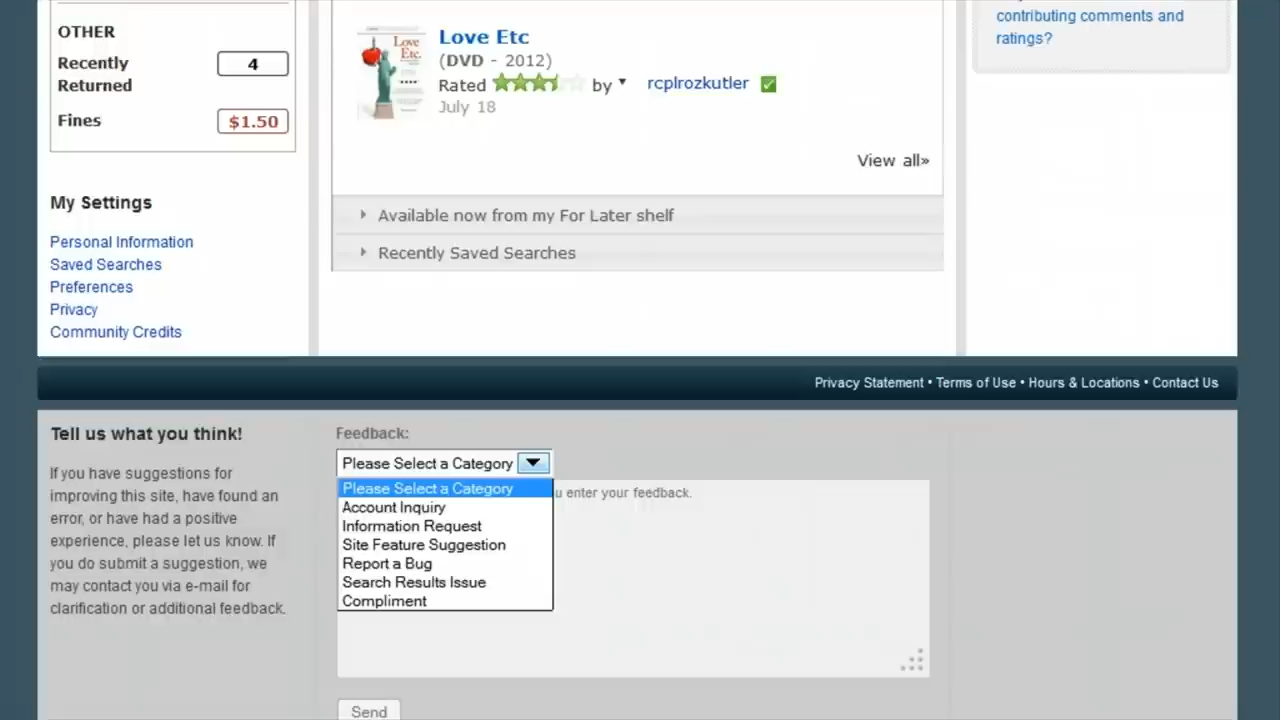 OTHER
Recently
Returned
4
Fines
$1.50
My Settings
Personal Information
Saved Searches
Preferences
Privacy
Community Credits
Love Etc.
Love Etc
(DVD - 2012)
Rated by rcplrozkutler
July 18
View all»
Available now from my For Later shelf
Recently Saved Searches
contributing comments and
ratings?
Privacy Statement • Terms of Use • Hours & Locations • Contact Us
Tell us what you think!
If you have suggestions for
improving this site, have found an
error, or have had a positive
experience, please let us know. If
you do submit a suggestion, we
may contact you via e-mail for
clarification or additional feedback.
Feedback:
Please Select a Category
Please Select a Category
Account Inquiry
Information Request
Site Feature Suggestion
Report a Bug
Search Results Issue
Compliment
u enter your feedback.
Send